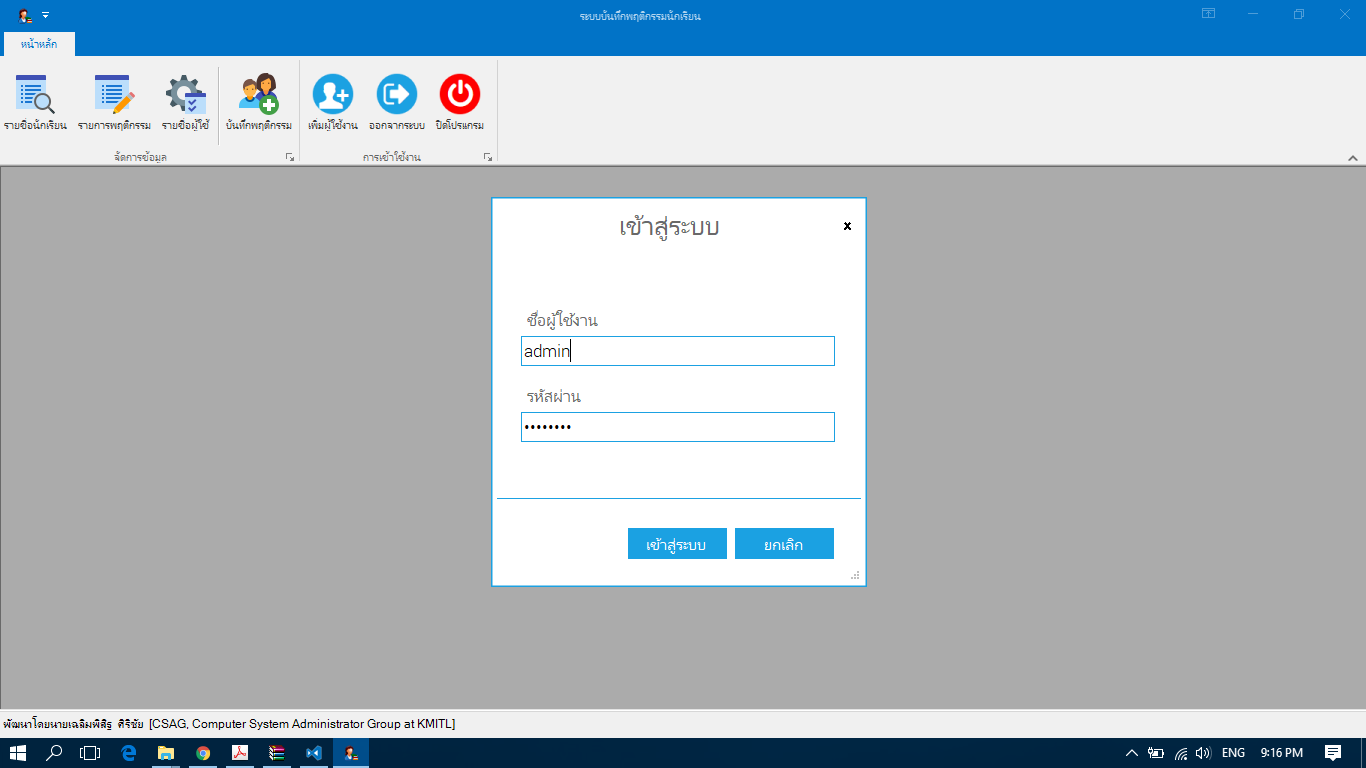 ระบบบันทึกพฤติกรรมนักเรียน
หน้าหลัก
รายชื่อนักเรียน
รายการพฤติกรรม
รายชื่อผู้ใช้
บันทึกพฤติกรรม
เพิ่มผู้ใช้งาน
ออกจากระบบ
ปิดโปรแกรม
จัดการข้อมูล
การเข้าใช้งาน
เข้าสู่ระบบ
x
ชื่อผู้ใช้งาน
admin
รหัสผ่าน
••••••••
เข้าสู่ระบบ
ยกเลิก
พัฒนาโดยนายเฉลิมพิสิฐ ศิริชัย [CSAG, Computer System Administrator Group at KMITL]
ENG
9:16 PM